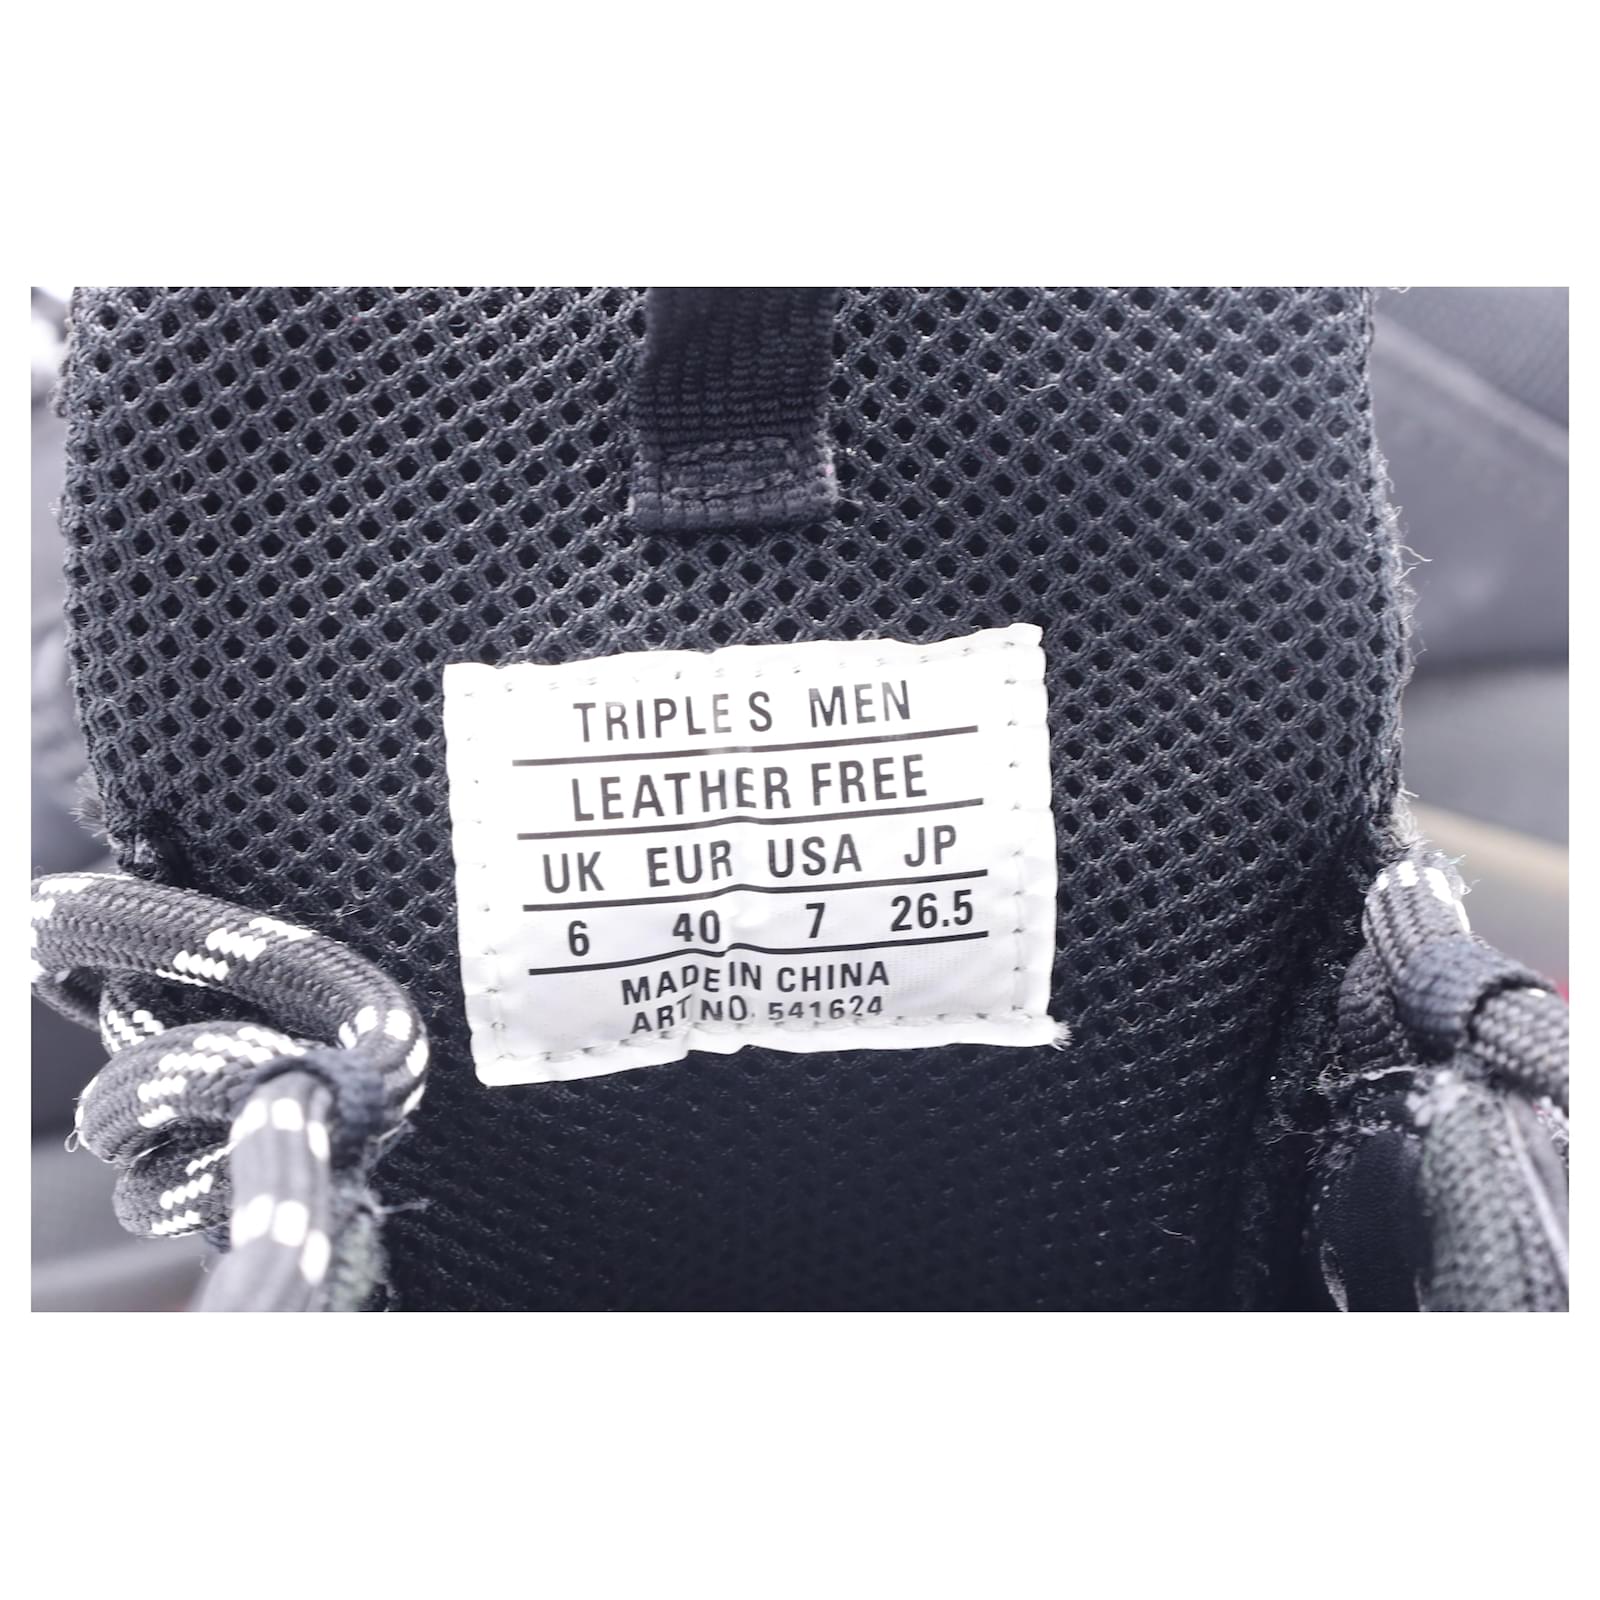 TRIPLE S MEN
LEATHER FREE
UK EUR USA JP
6 40 7 26.5
MADE IN CHINA
ART NO. 541624